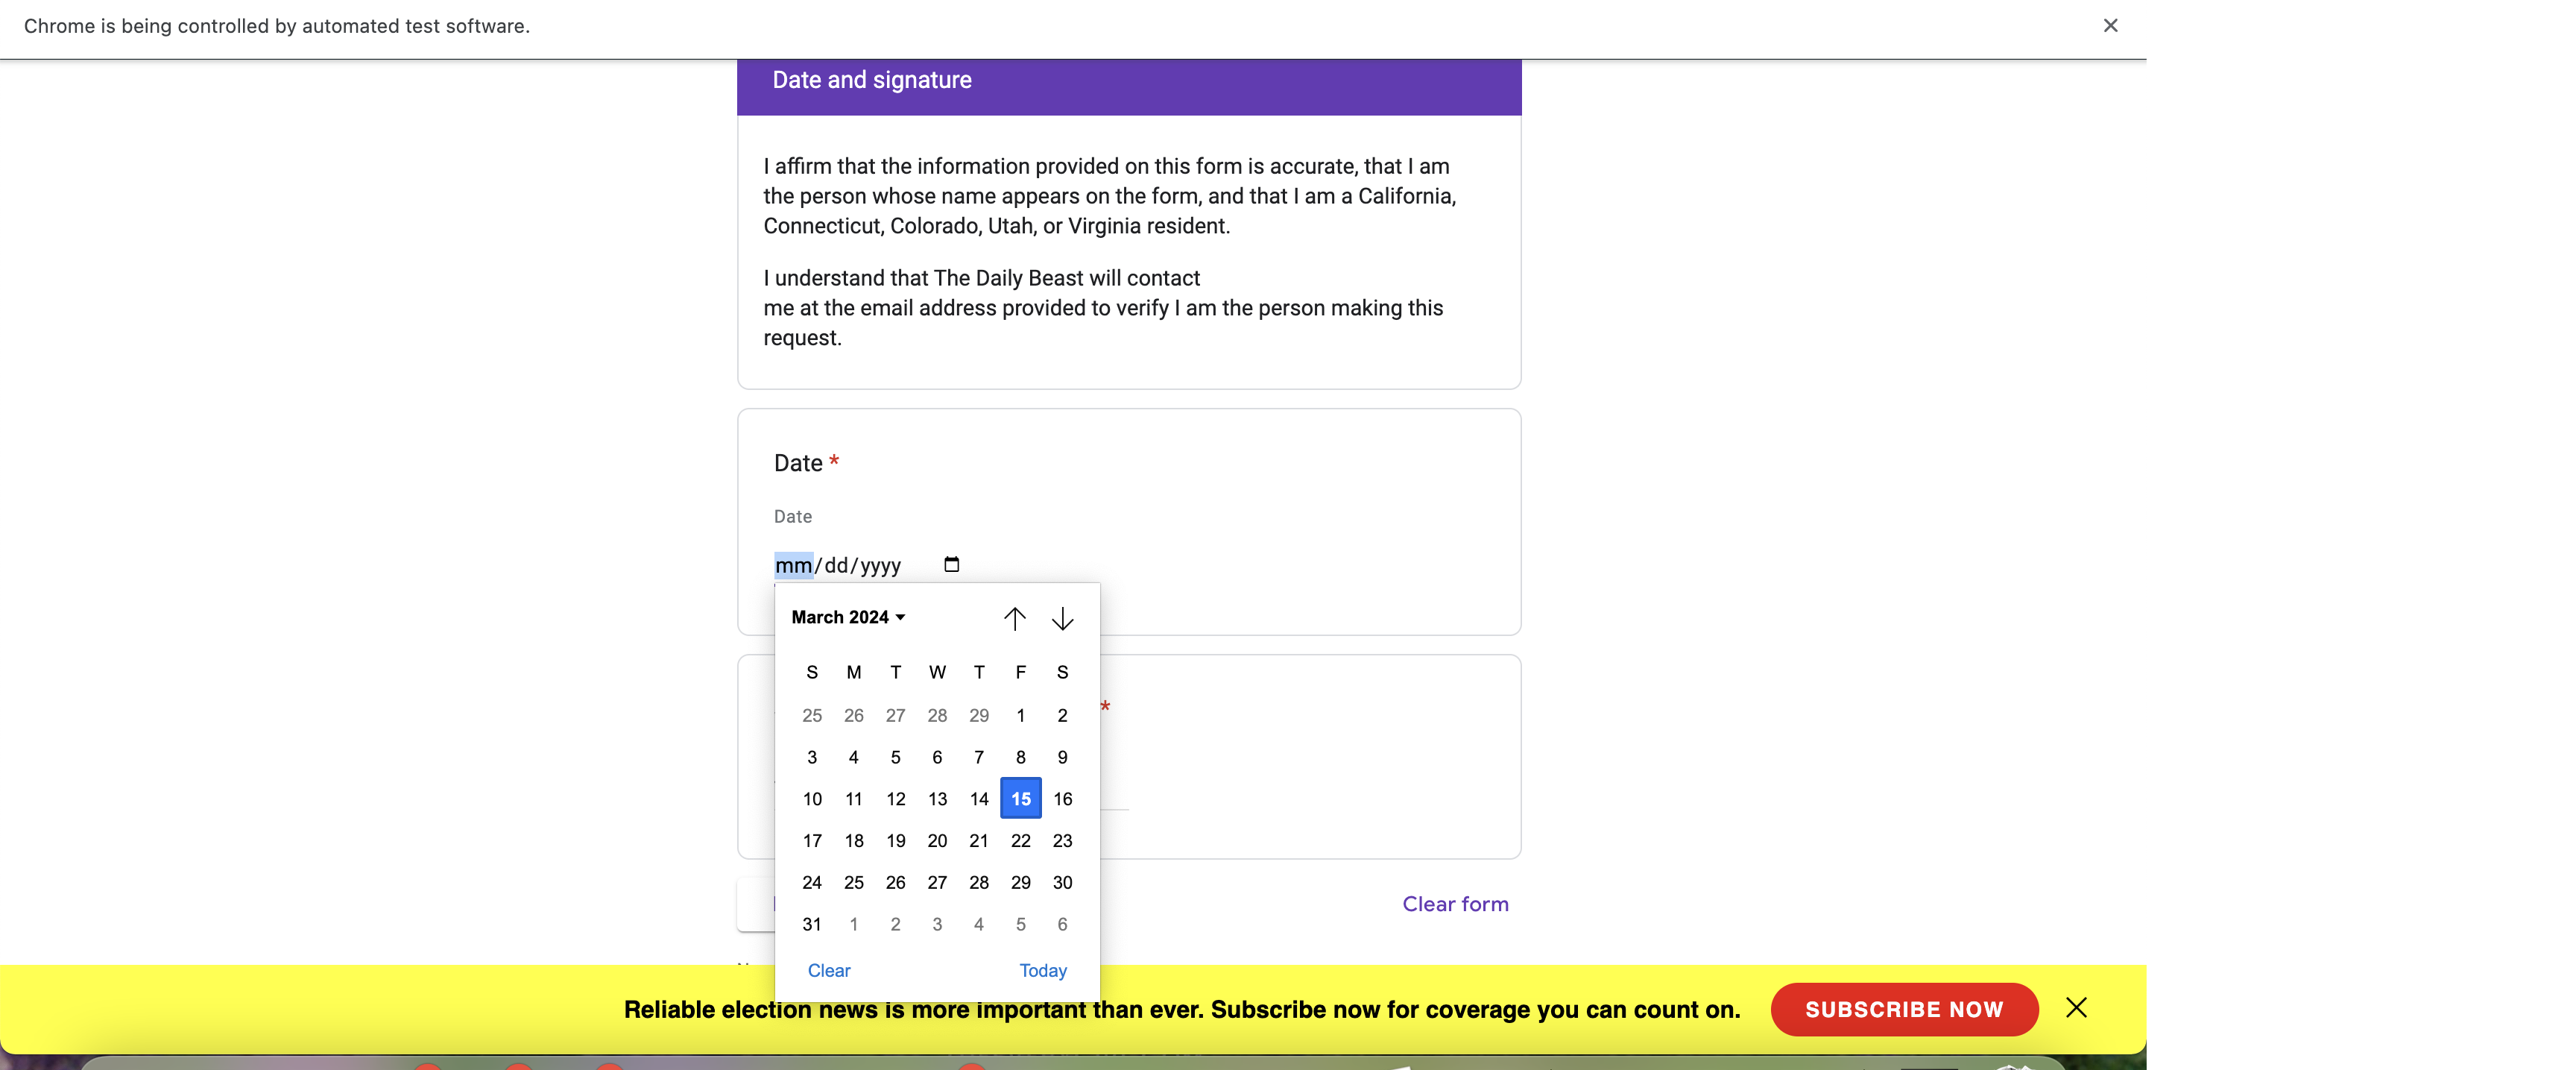 Chrome is being controlled by automated test software.
Date and signature
I affirm that the information provided on this form is accurate, that I am
the person whose name appears on the form, and that I am a California,
Connecticut, Colorado, Utah, or Virginia resident.
I understand that The Daily Beast will contact
me at the email address provided to verify I am the person making this
request.
Date *
Date
mm/dd/yyyy
March 2024
S M T W T F S
25 26 27 28 29 1 2
3 4 5 6 7 8 9
10 11 12 13 14 15 16
17 18 19 20 21 22 23
24 25 26 27 28 29 30
31 1 2 3 4 5 6
Clear Today
*
Clear form
Reliable election news is more important than ever. Subscribe now for coverage you can count on.
SUBSCRIBE NOW